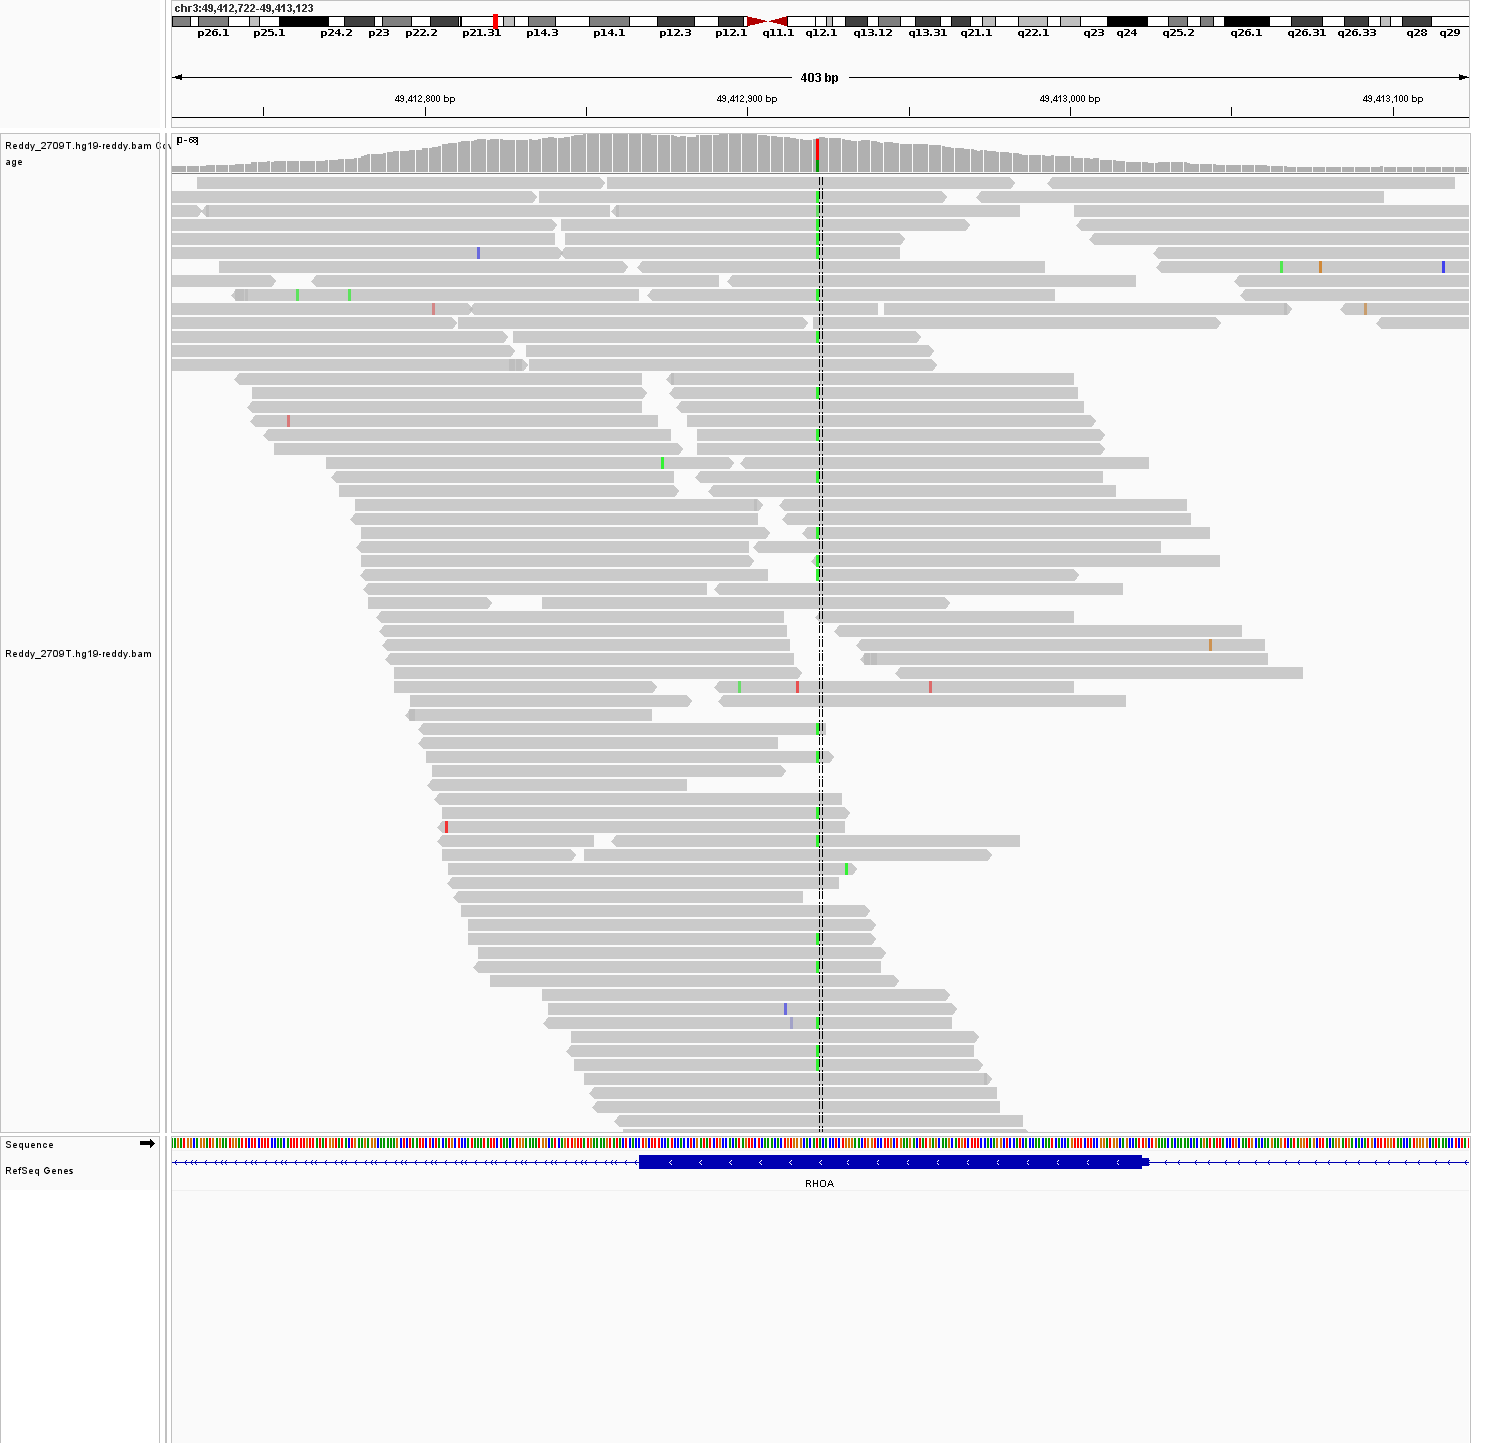 chr3:49,412,722-49,413,123
p26.1 p25.1 p24.2 p23 p22.2 p21.31 p14.3 p14.1 p12.3 p12.1 q11.1 q12.1 q13.12 q13.31 q21.1 q22.1 q23 q24 q25.2 q26.1 q26.31 q26.33 q28 q29
403 bp
49,412,800 bp 49,412,900 bp 49,413,000 bp 49,413,100 bp
[0-68]
Reddy_2709T.hg19-reddy.bam Cov
age
Reddy_2709T.hg19-reddy.bam
Sequence
RefSeq Genes
RHOA